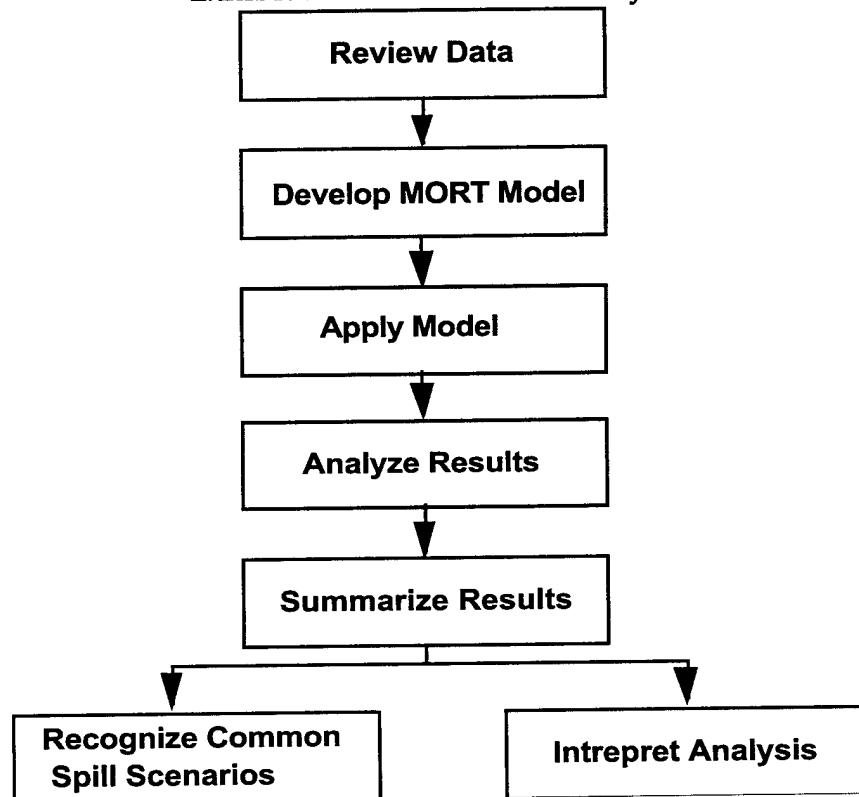 Review Data
Develop MORT Model
Apply Model
Analyze Results
Summarize Results
Recognize Common
Spill Scenarios
Intrepret Analysis